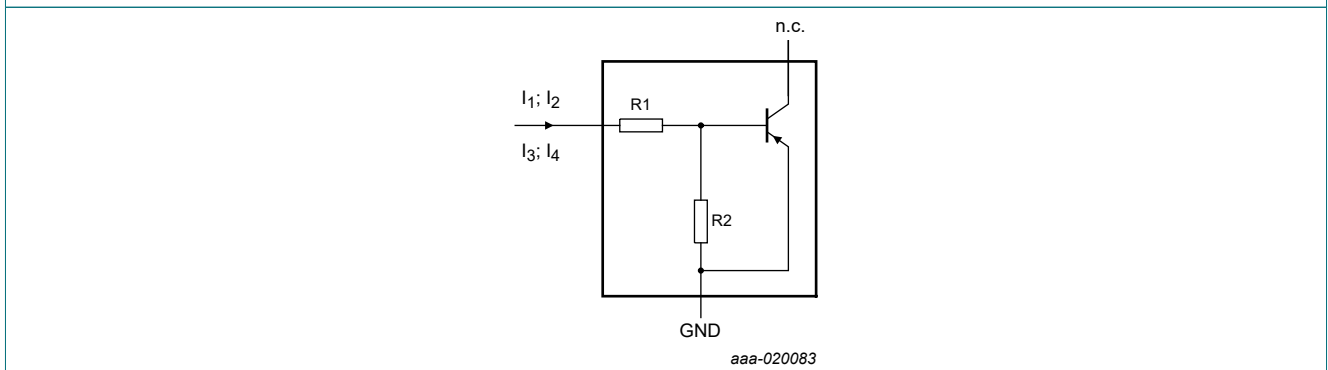 n.c.
I1; I2
R1
I3; I4
R2
GND
aaa-020083